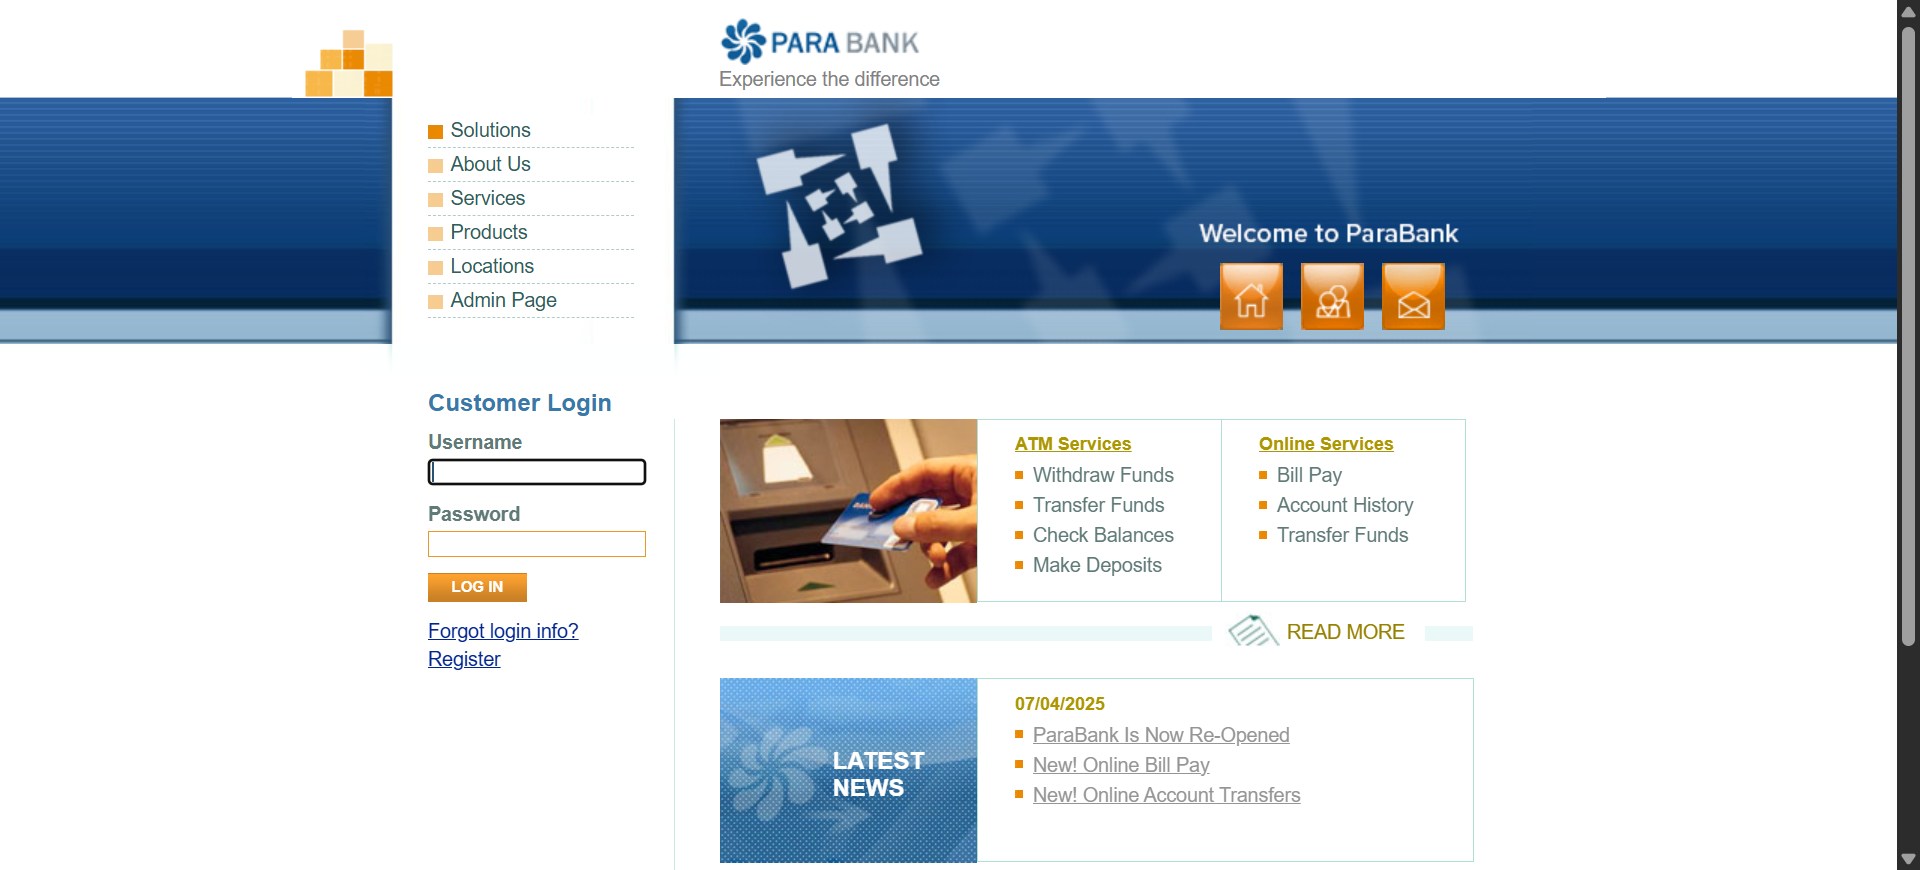 PARA BANK
Experience the difference
Solutions
About Us
Services
Products
Locations
Admin Page
Welcome to ParaBank
Customer Login
Username
Password
LOG IN
Forgot login info?
Register
ATM Services
Withdraw Funds
Transfer Funds
Check Balances
Make Deposits
Online Services
Bill Pay
Account History
Transfer Funds
READ MORE
LATEST
NEWS
07/04/2025
ParaBank Is Now Re-Opened
New! Online Bill Pay
New! Online Account Transfers